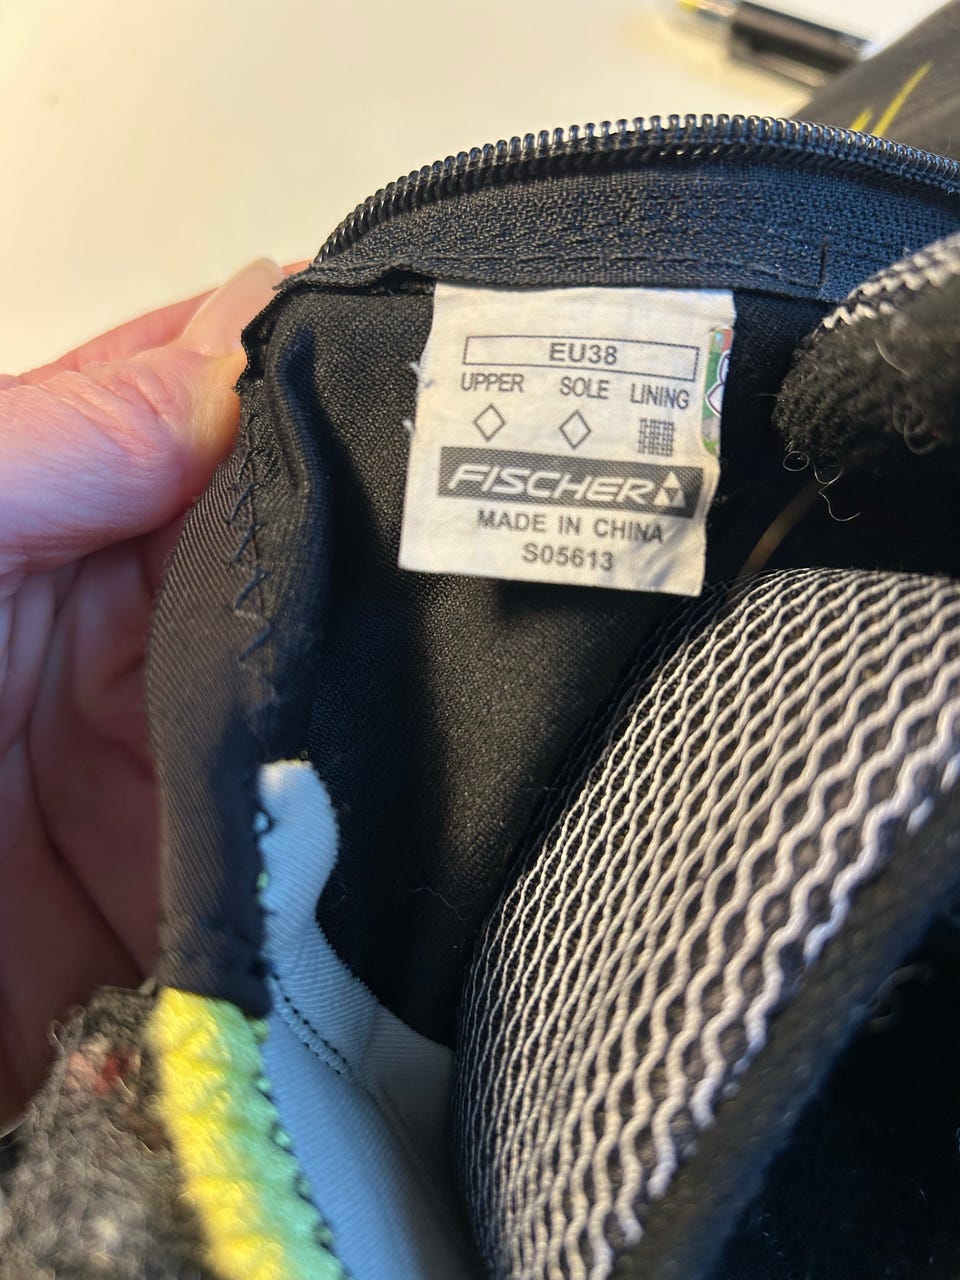 EU38
UPPER SOLE LINING
FISCHER
MADE IN CHINA
S05613